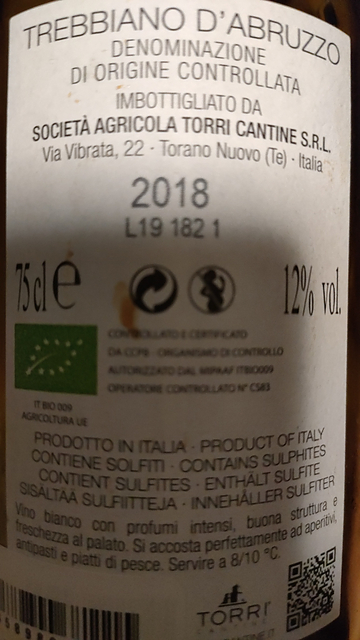 TREBBIANO D'ABRUZZO
DENOMINAZIONE
DI ORIGINE CONTROLLATA
IMBOTTIGLIATO DA
SOCIETÀ AGRICOLA TORRI CANTINE S.R.L.
Via Vibrata, 22 · Torano Nuovo (Te) · Italia
2018
L19 182 1
75 cl e 12% vol.
CONTROLLATO E CERTIFICATO
DA CCPB - ORGANISMO DI CONTROLLO
AUTORIZZATO DAL MIPAAF ITBIO009
OPERATORE CONTROLLATO N° C583
IT BIO 009
AGRICOLTURA UE
PRODOTTO IN ITALIA · PRODUCT OF ITALY
CONTIENE SOLFITI · CONTAINS SULPHITES
CONTIENT SULFITES · ENTHÄLT SULFITE
SISALTÄÄ SULFIITTEJA · INNEHÅLLER SULFITER
Vino bianco con profumi intensi, buona struttura e
freschezza al palato. Si accosta perfettamente ad aperitivi,
antipasti e piatti di pesce. Servire a 8/10 °C.
TORRI